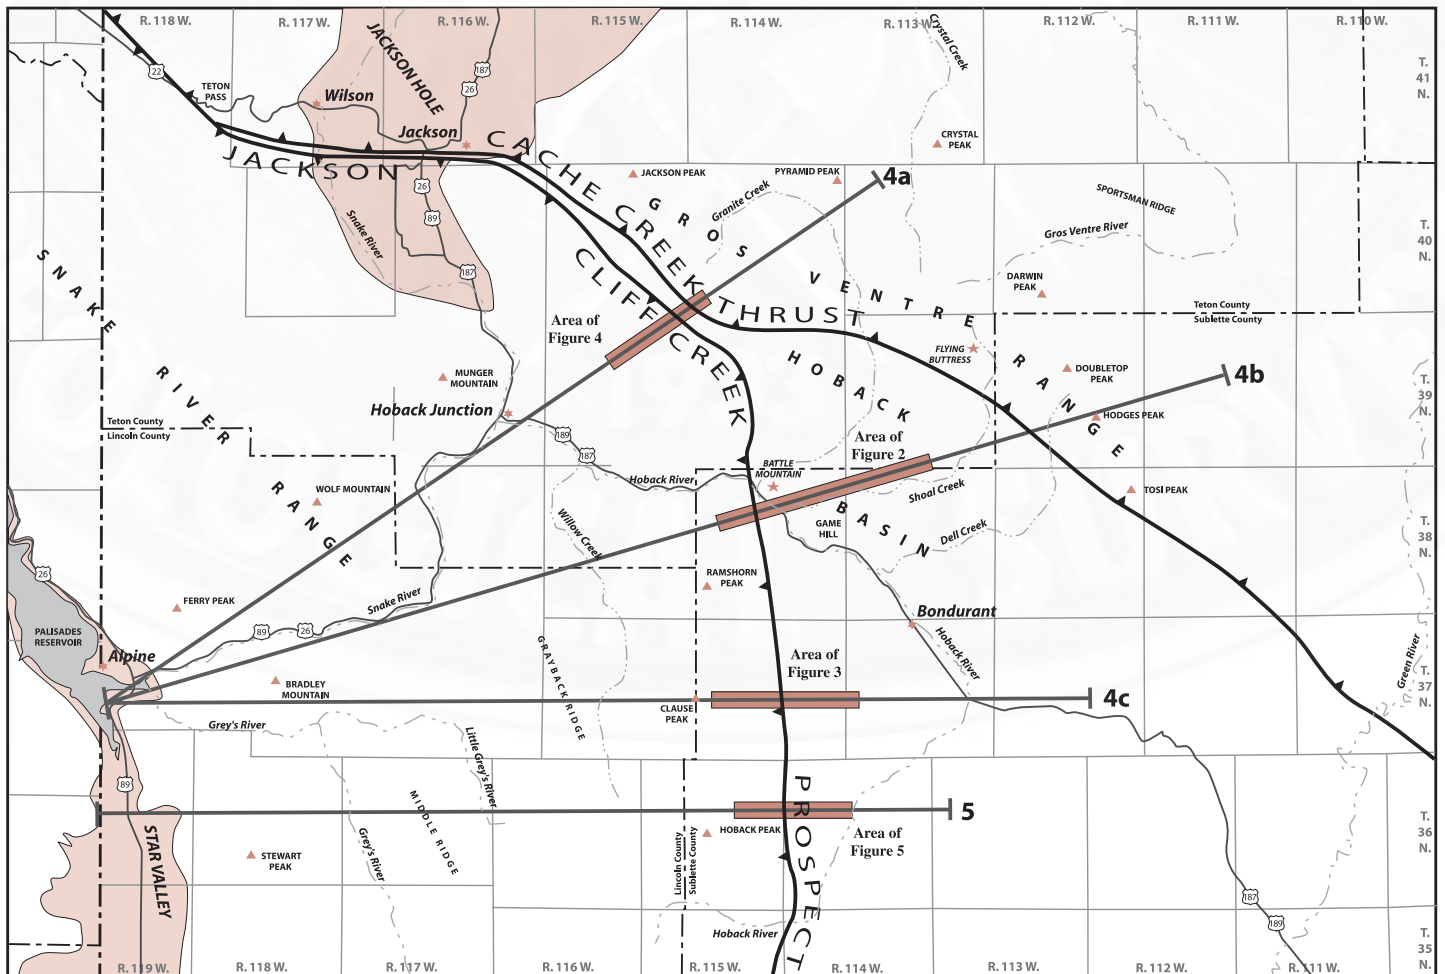 R. 118 W.
R. 117 W.
R. 116 W.
R. 115 W.
R. 114 W.
R. 113 W.
R. 112 W.
R. 111 W.
R. 110 W.
T.
41
N.
JACKSON HOLE
Crystal Creek
22
187
26
TETON
PASS
Wilson
Jackson
CRYSTAL
PEAK
JACKSON
CACHE CREEK THRUST
JACKSON PEAK
PYRAMID PEAK
4a
26
89
187
Snake River
Granite Creek
SPORTSMAN RIDGE
Gros Ventre River
T.
40
N.
GROS VENTRE RANGE
SNAKE RIVER RANGE
CLIFF CREEK
DARWIN
PEAK
Teton County
Sublette County
Area of
Figure 4
FLYING
BUTTRESS
HOBACK BASIN
MUNGER
MOUNTAIN
DOUBLETOP
PEAK
4b
T.
39
N.
Hoback Junction
HODGES PEAK
Teton County
Lincoln County
189
187
Area of
Figure 2
BATTLE
MOUNTAIN
Hoback River
WOLF MOUNTAIN
Shoal Creek
TOSI PEAK
Willow Creek
GAME
HILL
Dell Creek
T.
38
N.
26
RAMSHORN
PEAK
FERRY PEAK
Snake River
89
26
Bondurant
PALISADES
RESERVOIR
Alpine
Hoback River
Green River
GRAYBACK RIDGE
Area of
Figure 3
BRADLEY
MOUNTAIN
CLAUSE
PEAK
4c
T.
37
N.
Grey's River
Little Grey's River
89
MIDDLE RIDGE
PROSPECT
5
HOBACK PEAK
Area of
Figure 5
T.
36
N.
STAR VALLEY
STEWART
PEAK
Grey's River
Lincoln County
Sublette County
187
189
Hoback River
T.
35
N.
R. 119 W.
R. 118 W.
R. 117 W.
R. 116 W.
R. 115 W.
R. 114 W.
R. 113 W.
R. 112 W.
R. 111 W.